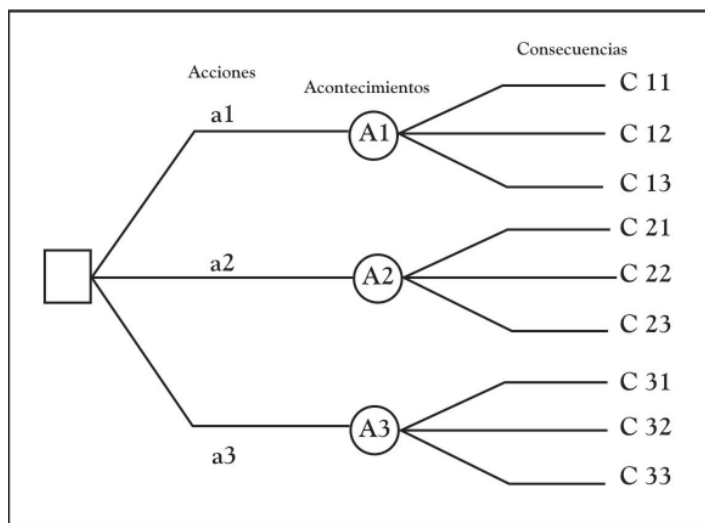 Acciones
Acontecimientos
Consecuencias
a1
A1
C 11
C 12
C 13
a2
A2
C 21
C 22
C 23
a3
A3
C 31
C 32
C 33